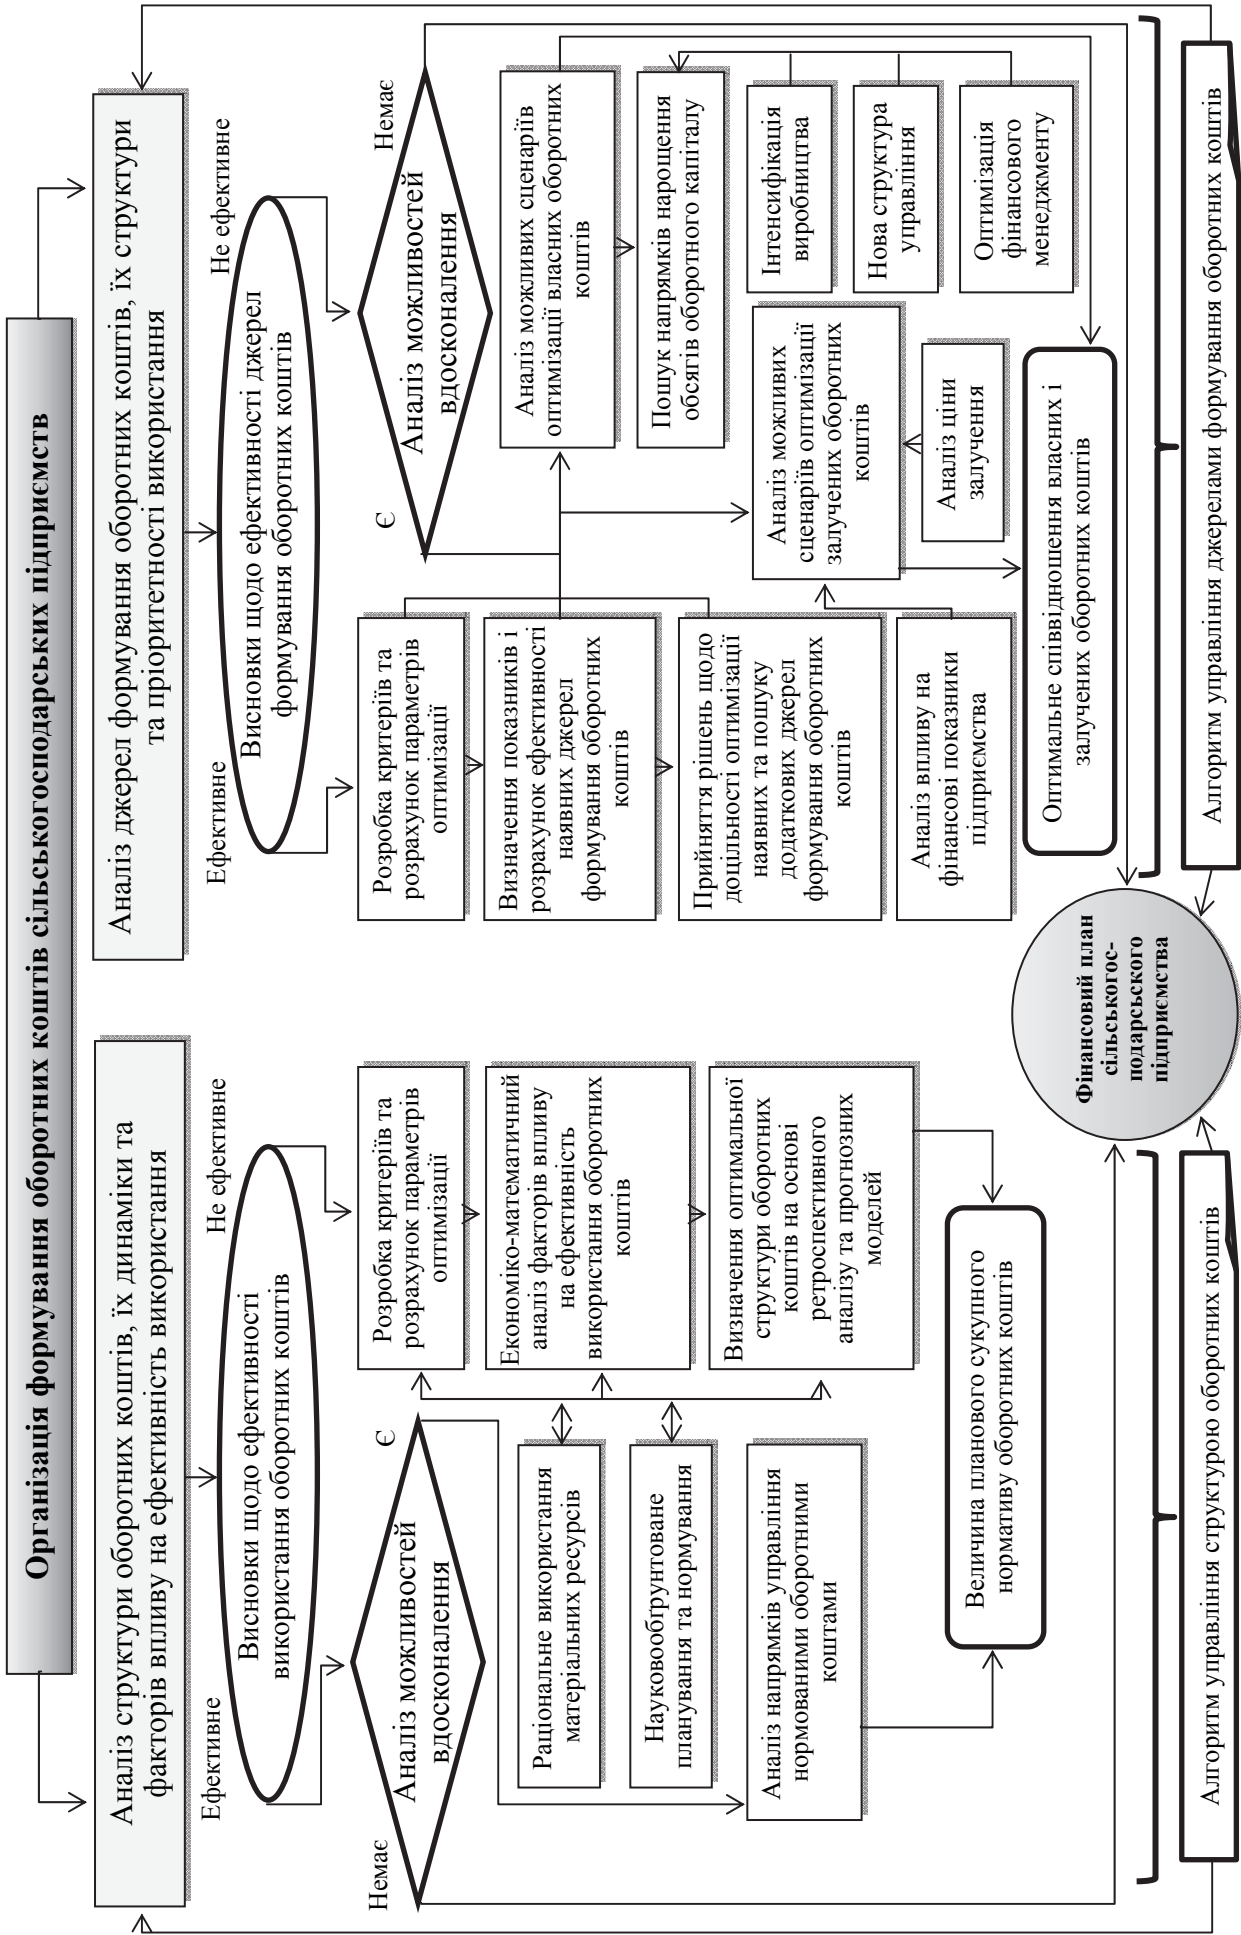 Організація формування оборотних коштів сільськогосподарських підприємств
Аналіз структури оборотних коштів, їх динаміки та
факторів впливу на ефективність використання
Ефективне
Не ефективне
Висновки щодо ефективності
використання оборотних коштів
Немає
Є
Аналіз можливостей
вдосконалення
Розробка критеріїв та
розрахунок параметрів
оптимізації
Раціональне використання
матеріальних ресурсів
Економіко-математичний
аналіз факторів впливу
на ефективність
використання оборотних
коштів
Науковообгрунтоване
планування та нормування
Визначення оптимальної
структури оборотних
коштів на основі
ретроспективного
аналізу та прогнозних
моделей
Аналіз напрямків управління
нормованими оборотними
коштами
Величина планового сукупного
нормативу оборотних коштів
Алгоритм управління структурою оборотних коштів
Фінансовий план
сільськогос-
подарського
підприємства
Аналіз джерел формування оборотних коштів, їх структури
та пріоритетності використання
Ефективне
Не ефективне
Висновки щодо ефективності джерел
формування оборотних коштів
Розробка критеріїв та
розрахунок параметрів
оптимізації
Є
Немає
Аналіз можливостей
вдосконалення
Визначення показників і
розрахунок ефективності
наявних джерел
формування оборотних
коштів
Аналіз можливих сценаріїв
оптимізації власних оборотних
коштів
Прийняття рішень щодо
доцільності оптимізації
наявних та пошуку
додаткових джерел
формування оборотних
коштів
Пошук напрямків нарощення
обсягів оборотного капіталу
Аналіз можливих
сценаріїв оптимізації
залучених оборотних
коштів
Інтенсифікація
виробництва
Нова структура
управління
Оптимізація
фінансового
менеджменту
Аналіз впливу на
фінансові показники
підприємства
Аналіз ціни
залучення
Оптимальне співвідношення власних і
залучених оборотних коштів
Алгоритм управління джерелами формування оборотних коштів